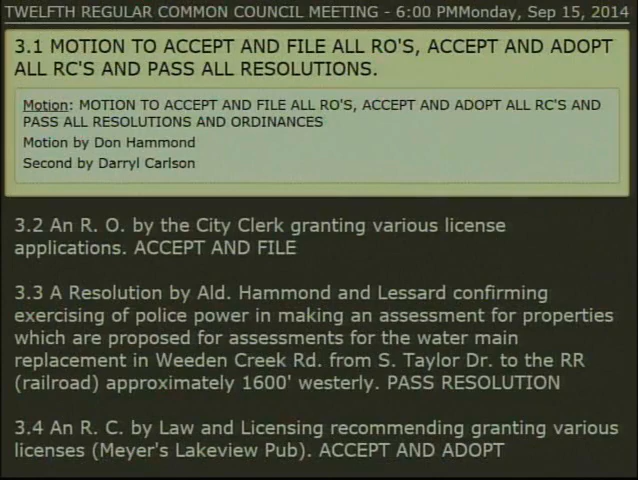 TWELFTH REGULAR COMMON COUNCIL MEETING - 6:00 PMMonday, Sep 15, 2014
3.1 MOTION TO ACCEPT AND FILE ALL RO'S, ACCEPT AND ADOPT
ALL RC'S AND PASS ALL RESOLUTIONS.
Motion: MOTION TO ACCEPT AND FILE ALL RO'S, ACCEPT AND ADOPT ALL RC'S AND
PASS ALL RESOLUTIONS AND ORDINANCES
Motion by Don Hammond
Second by Darryl Carlson
3.2 An R. O. by the City Clerk granting various license
applications. ACCEPT AND FILE
3.3 A Resolution by Ald. Hammond and Lessard confirming
exercising of police power in making an assessment for properties
which are proposed for assessments for the water main
replacement in Weeden Creek Rd. from S. Taylor Dr. to the RR
(railroad) approximately 1600' westerly. PASS RESOLUTION
3.4 An R. C. by Law and Licensing recommending granting various
licenses (Meyer's Lakeview Pub). ACCEPT AND ADOPT